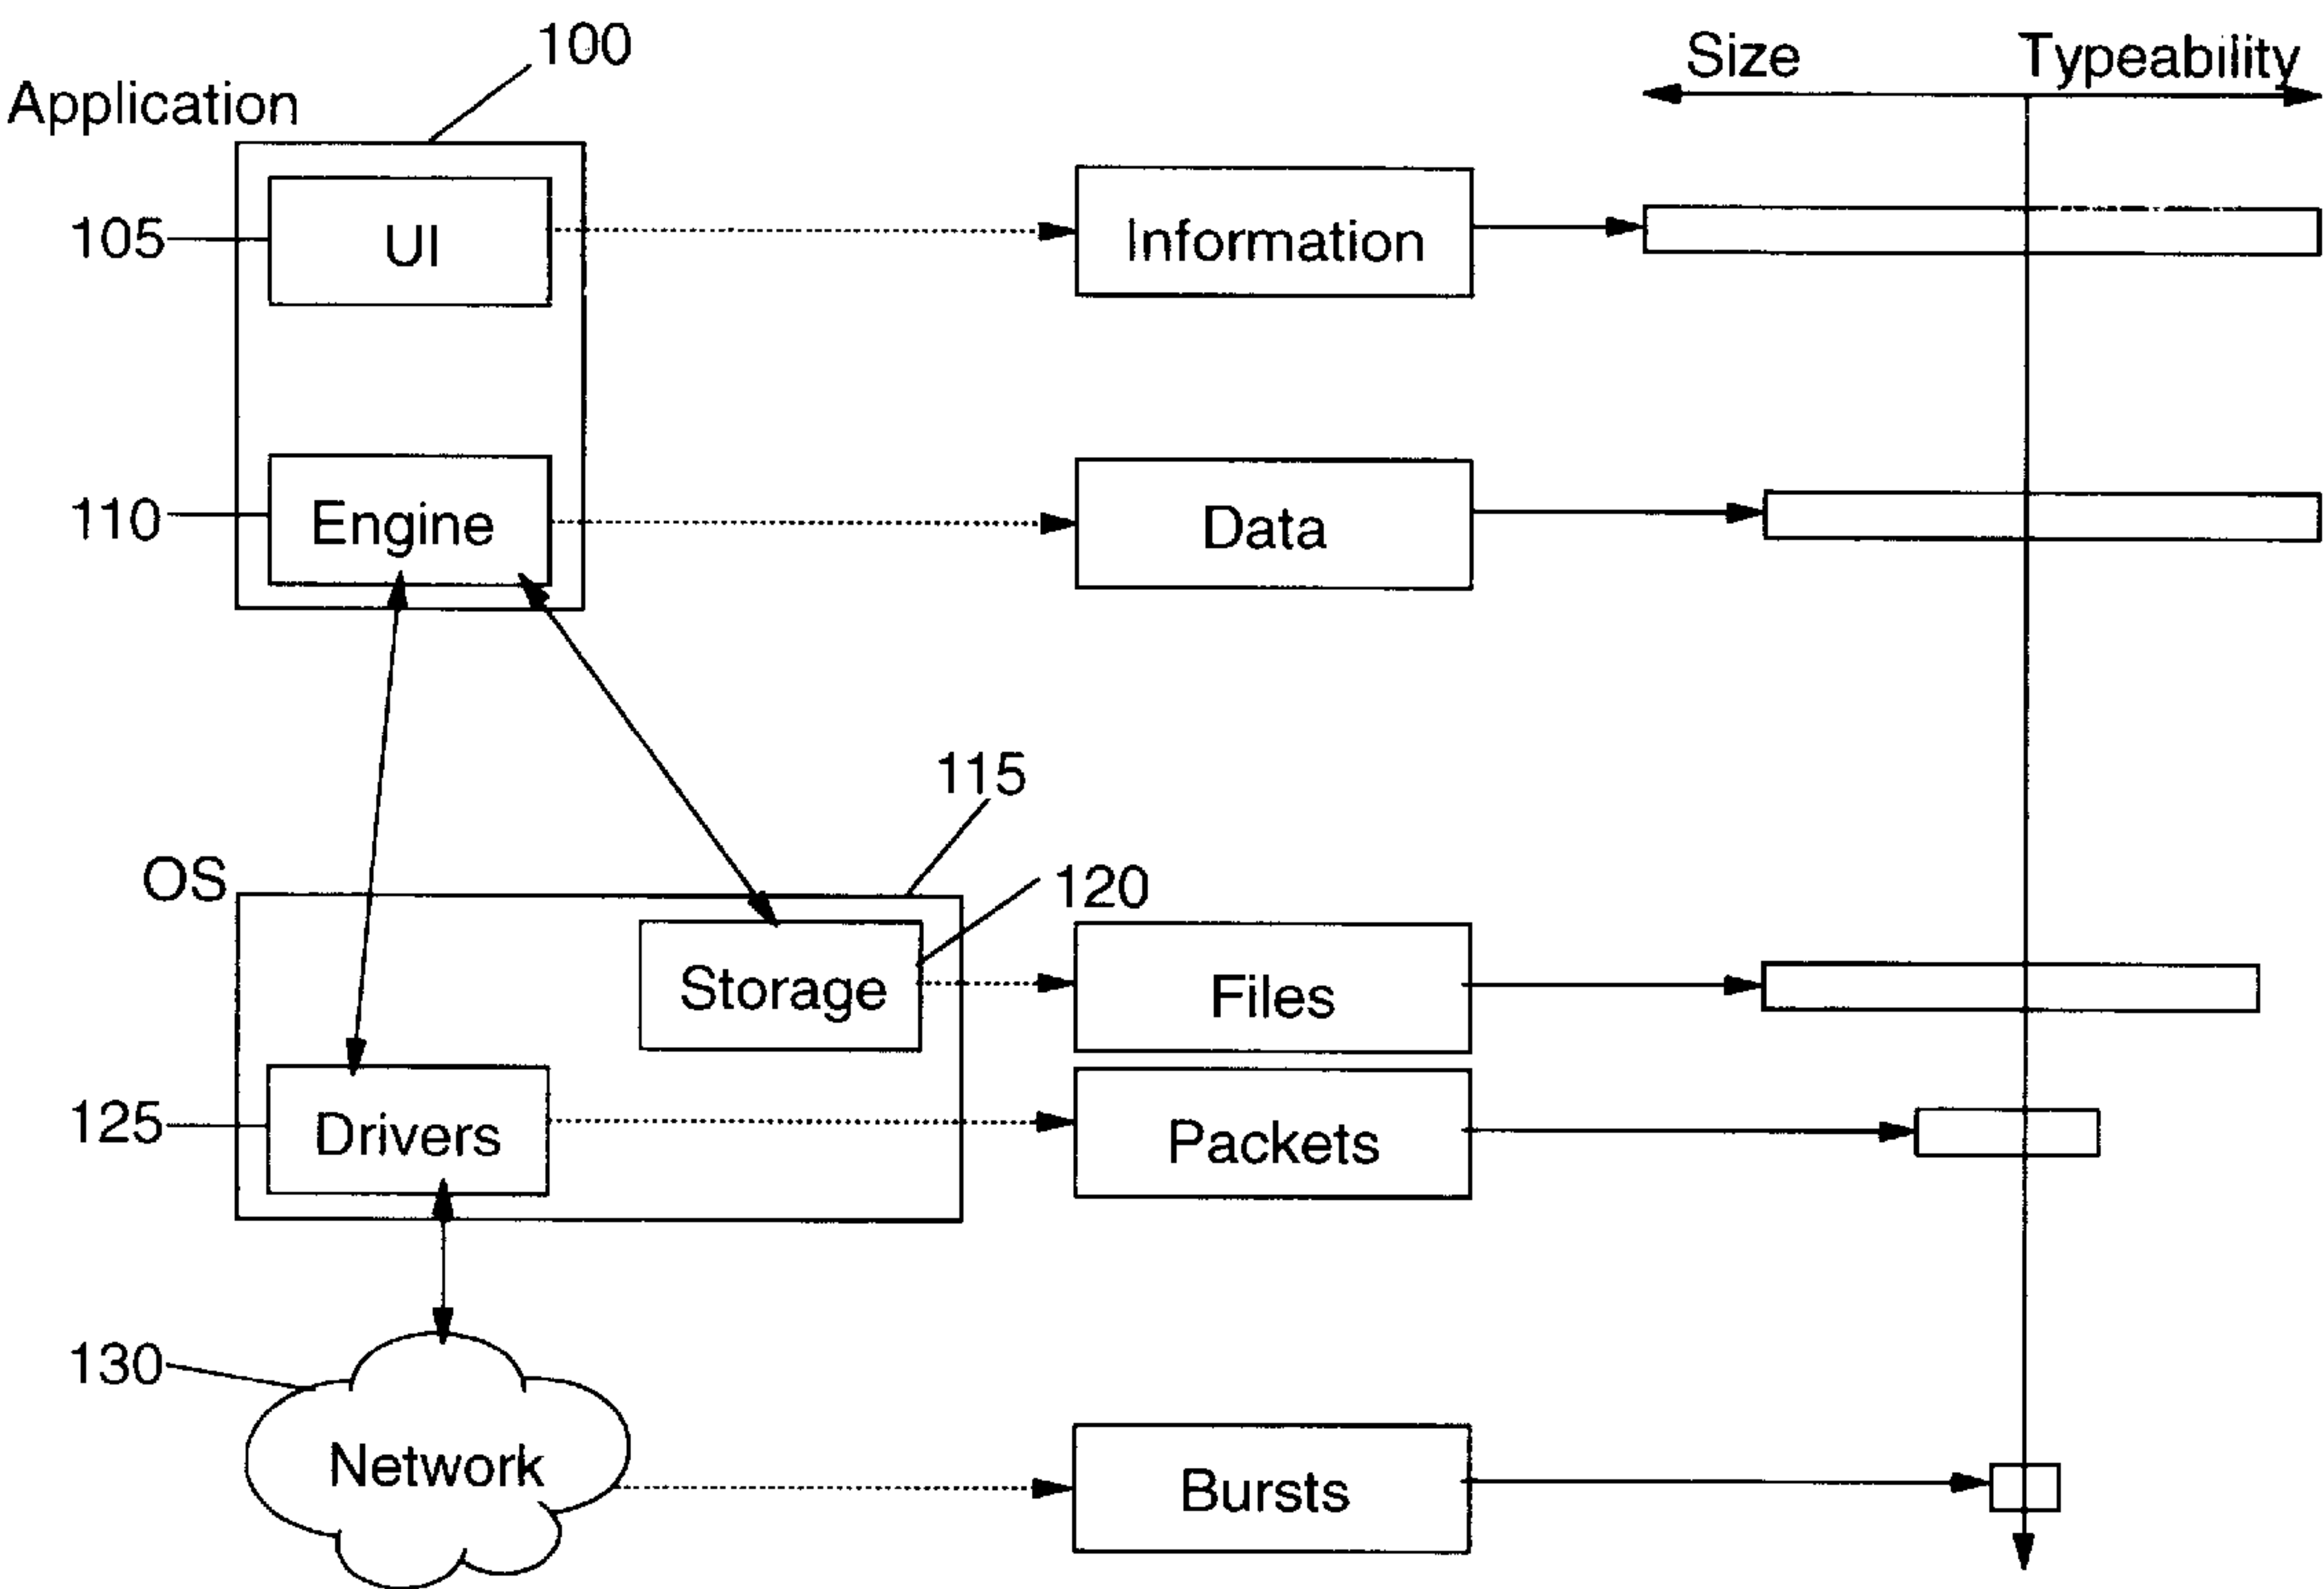 100
Size
Typeability
Application
105
UI
Information
110
Engine
Data
115
OS
120
Storage
Files
125
Drivers
Packets
130
Network
Bursts